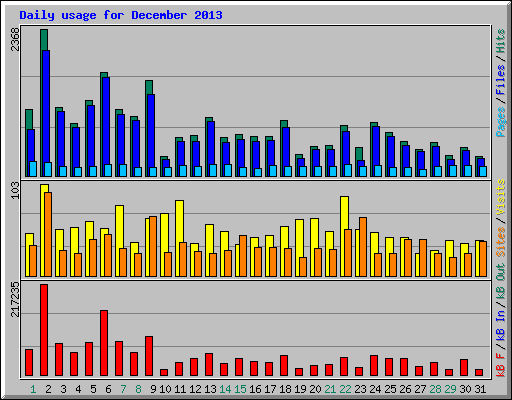 Daily usage for December 2013
2368
Pages / Files / Hits
103
Sites / Visits
217235
kB F / kB In / kB Out
1 2 3 4 5 6 7 8 9 10 11 12 13 14 15 16 17 18 19 20 21 22 23 24 25 26 27 28 29 30 31